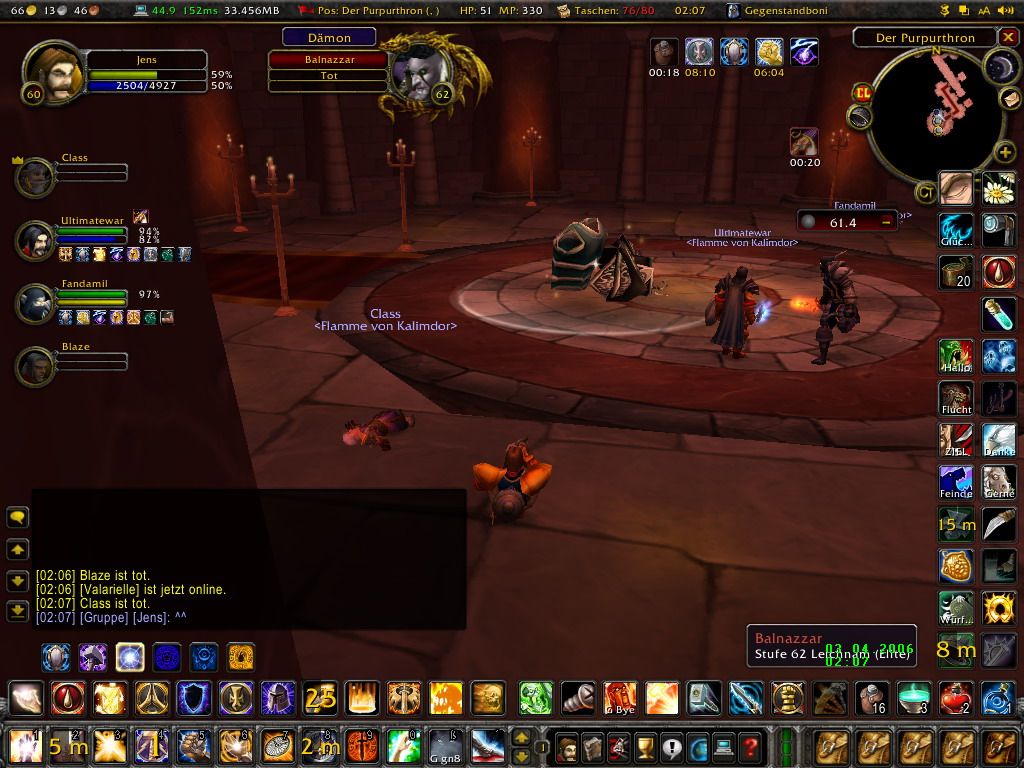 66 13 46 44.9 152ms 33.456MB Pos: Der Purpurthron (, ) HP: 51 MP: 330 Taschen: 76/80 02:07 Gegenstandboni
Dämon
Balnazzar
Tot
62
Jens
59%
2504/4927 50%
60
00:18 08:10 06:04
00:20
Der Purpurthron
N
CL
CT
Class
Ultimatewar
94%
82%
Fandamil
97%
Blaze
Fandamil
61.4
Ultimatewar
<Flamme von Kalimdor>
Class
<Flamme von Kalimdor>
20
Hallo
Flucht
ZIEL Danke
Feinde Gerne
15 m
8 m
[02:06] Blaze ist tot.
[02:06] [Valarielle] ist jetzt online.
[02:07] Class ist tot.
[02:07] [Gruppe] [Jens]: ^^
Balnazzar
Stufe 62 Leichnam (Elite)
03 04 2006
02:07
25 G Bye 16 3 2 1
5 m 2 m G gn8 1